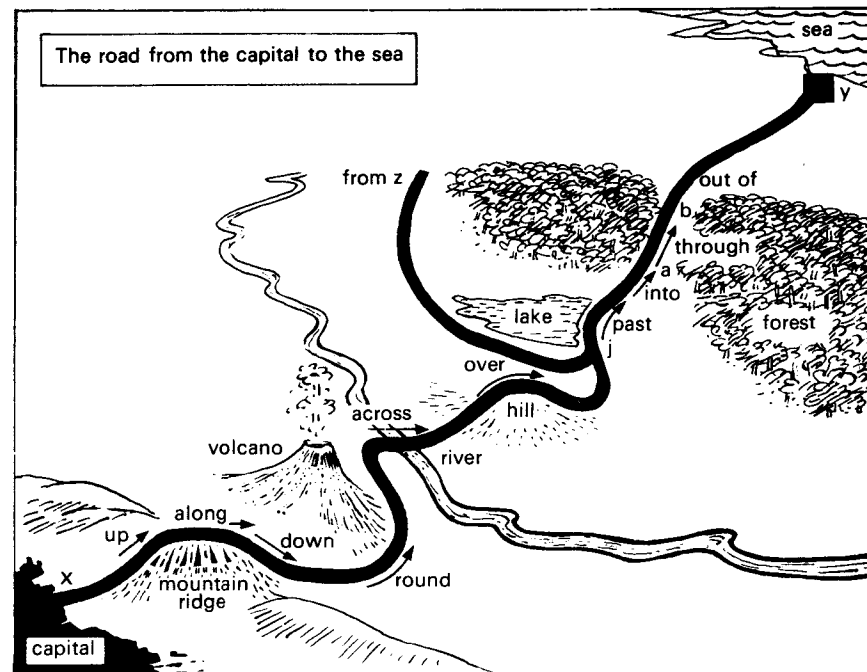 The road from the capital to the sea
sea
y
from z
out of
b
through
a
into
lake
past
forest
j
over
hill
across
volcano
river
along
up
down
x
mountain
ridge
round
capital